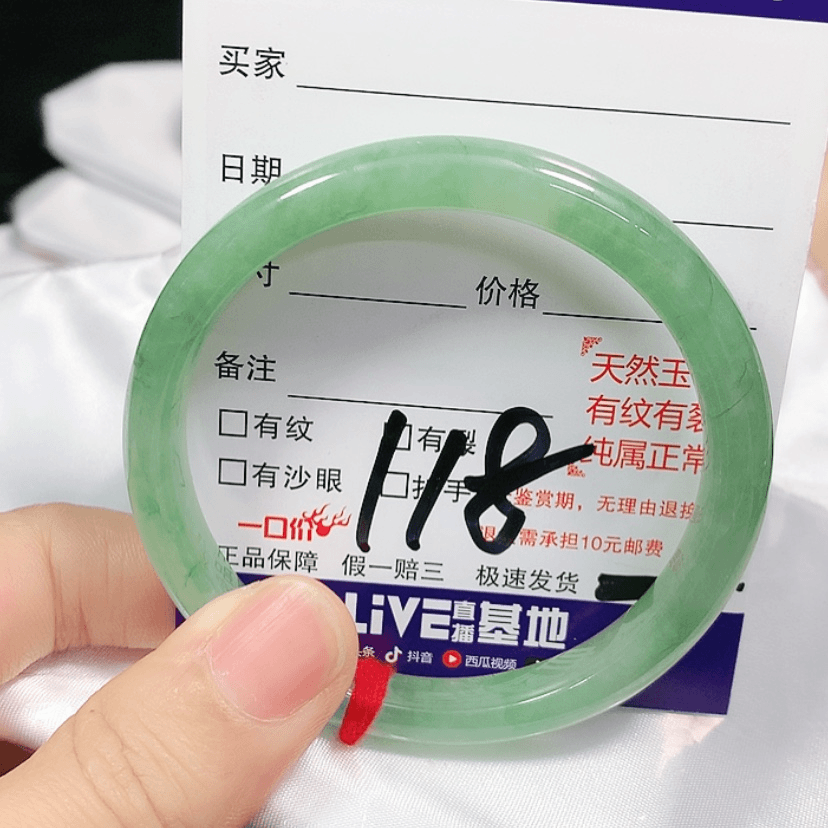 买家
日期
寸
价格
备注
天然玉
有纹有裂
纯属正常
□有纹
□有裂
□有沙眼
118
鉴赏期，无理由退换
需承担10元邮费
一口价
正品保障 假一赔三 极速发货
LiVE直播基地
头条 抖音 西瓜视频